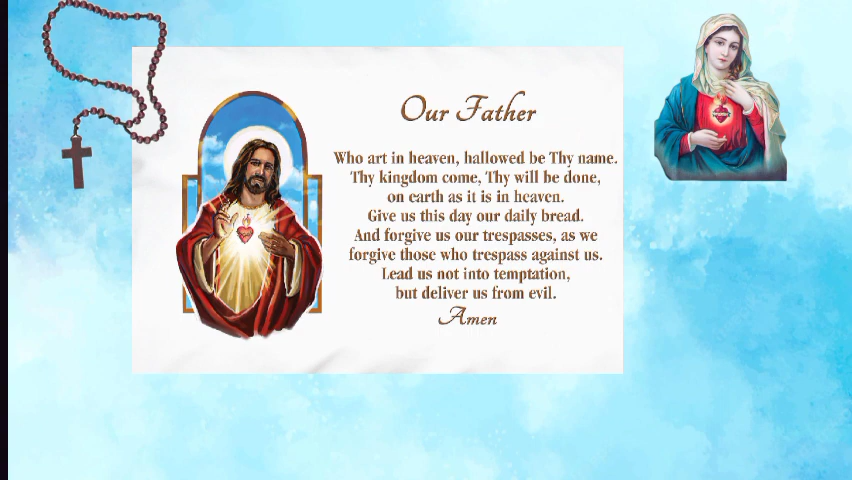 Our Father
Who art in heaven, hallowed be Thy name.
Thy kingdom come, Thy will be done,
on earth as it is in heaven.
Give us this day our daily bread.
And forgive us our trespasses, as we
forgive those who trespass against us.
Lead us not into temptation,
but deliver us from evil.
Amen